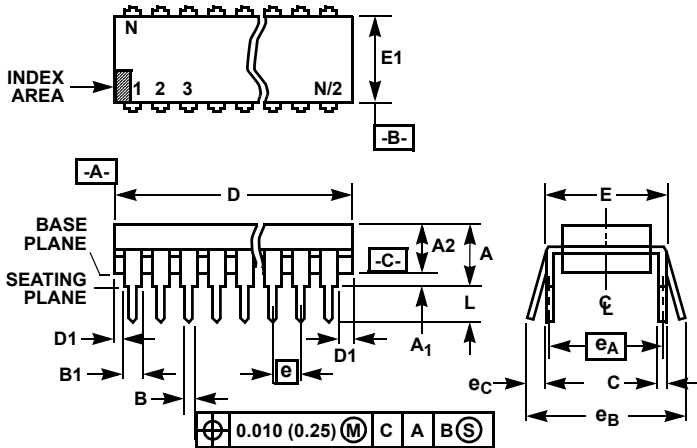 N
INDEX
AREA
1 2 3 N/2
E1
-B-
-A-
D
E
BASE
PLANE
A2
A
-C-
SEATING
PLANE
L
C
L
D1
A1
D1
eA
B1
e
eC
C
B
eB
0.010 (0.25) M C A B S